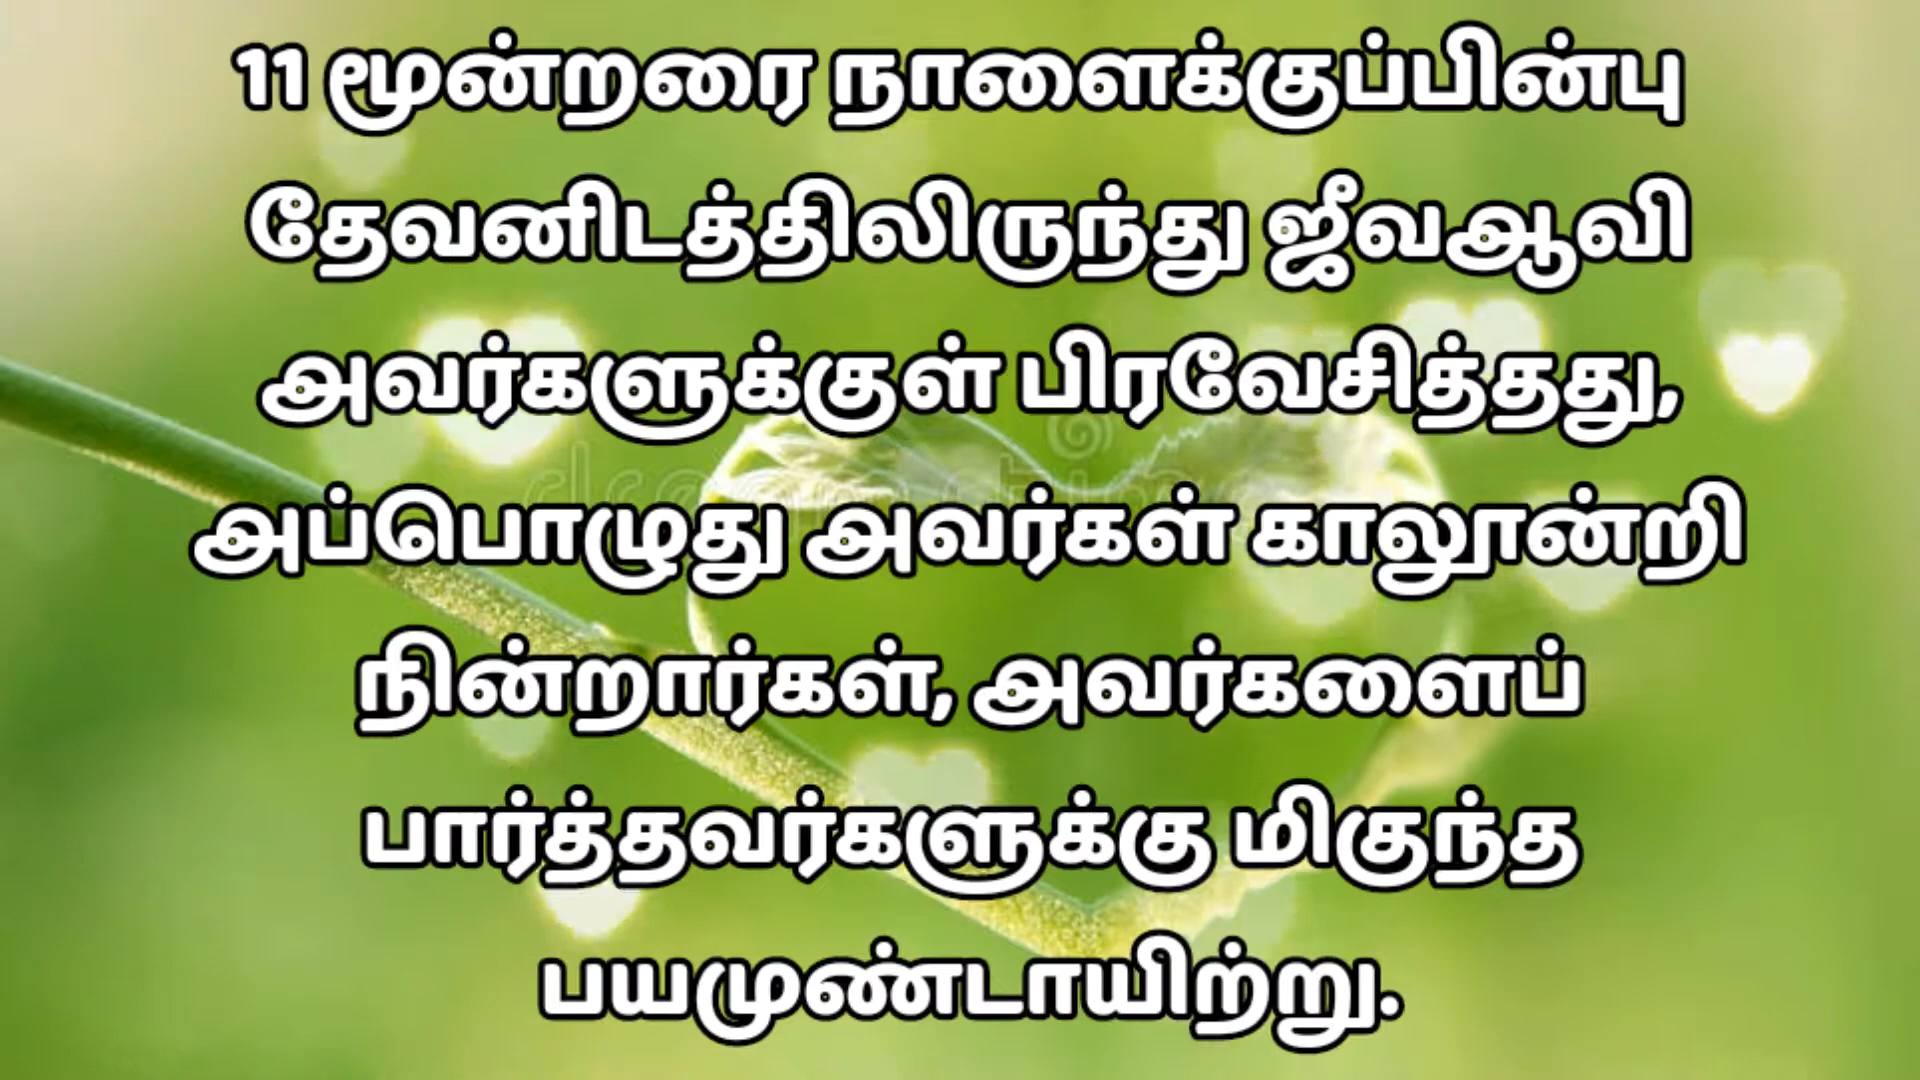 11 மூன்றரை நாளைக்குப்பின்பு
தேவனிடத்திலிருந்து ஜீவஆவி
அவர்களுக்குள் பிரவேசித்தது,
அப்பொழுது அவர்கள் காலூன்றி
நின்றார்கள், அவர்களைப்
பார்த்தவர்களுக்கு மிகுந்த
பயமுண்டாயிற்று.